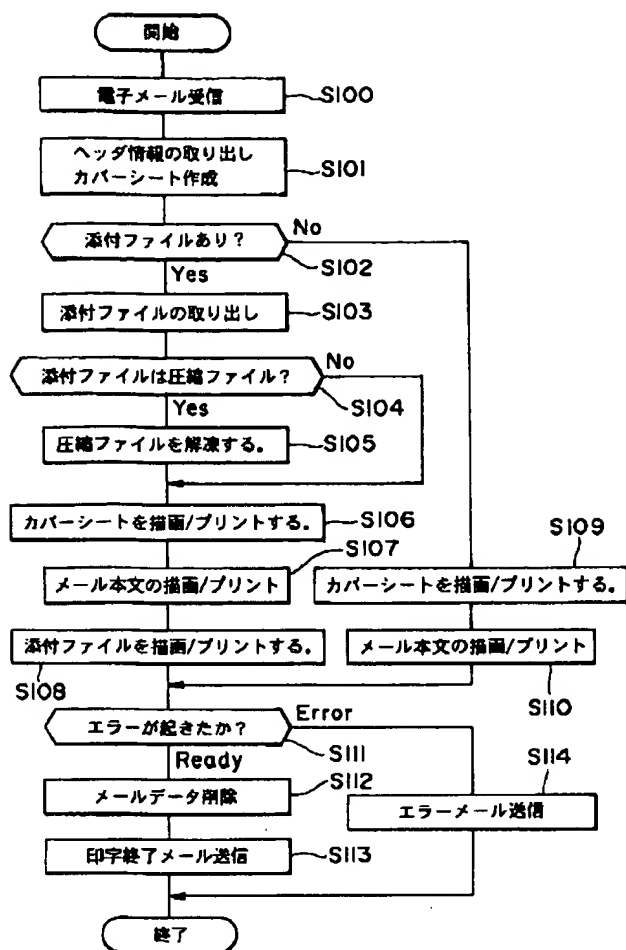 開始
電子メール受信
S100
ヘッダ情報の取り出し
カバーシート作成
S101
添付ファイルあり？
No
S102
Yes
添付ファイルの取り出し
S103
添付ファイルは圧縮ファイル？
No
S104
Yes
圧縮ファイルを解凍する。
S105
カバーシートを描画/プリントする。
S106
S107
メール本文の描画/プリント
添付ファイルを描画/プリントする。
S108
S109
カバーシートを描画/プリントする。
メール本文の描画/プリント
S110
エラーが起きたか？
Error
S111
Ready
メールデータ削除
S112
印字終了メール送信
S113
S114
エラーメール送信
終了